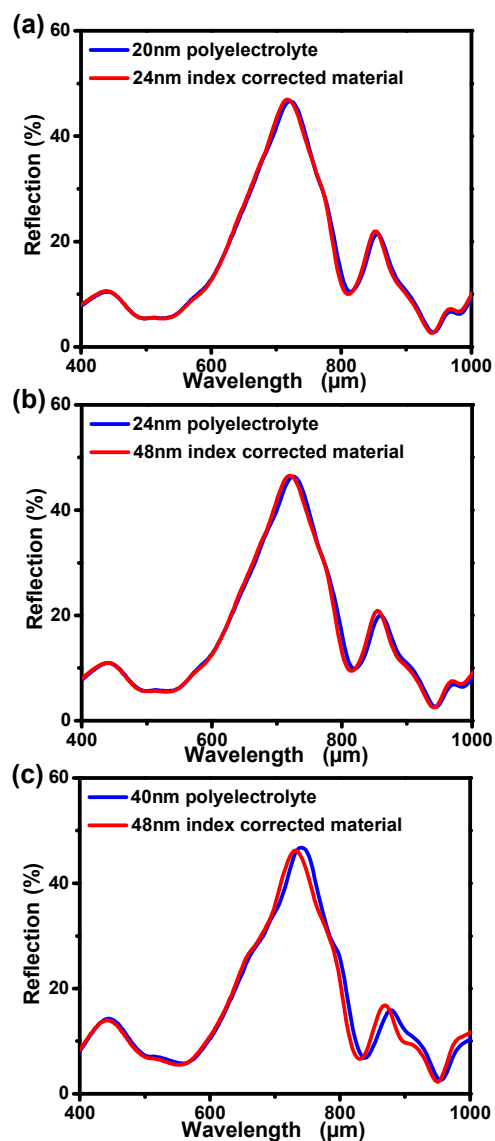 (a)
60
20nm polyelectrolyte
24nm index corrected material
40
20
0
Reflection (%)
400 600 800 1000
Wavelength (µm)
(b)
60
24nm polyelectrolyte
48nm index corrected material
40
20
0
Reflection (%)
400 600 800 1000
Wavelength (µm)
(c)
60
40nm polyelectrolyte
48nm index corrected material
40
20
0
Reflection (%)
400 600 800 1000
Wavelength (µm)